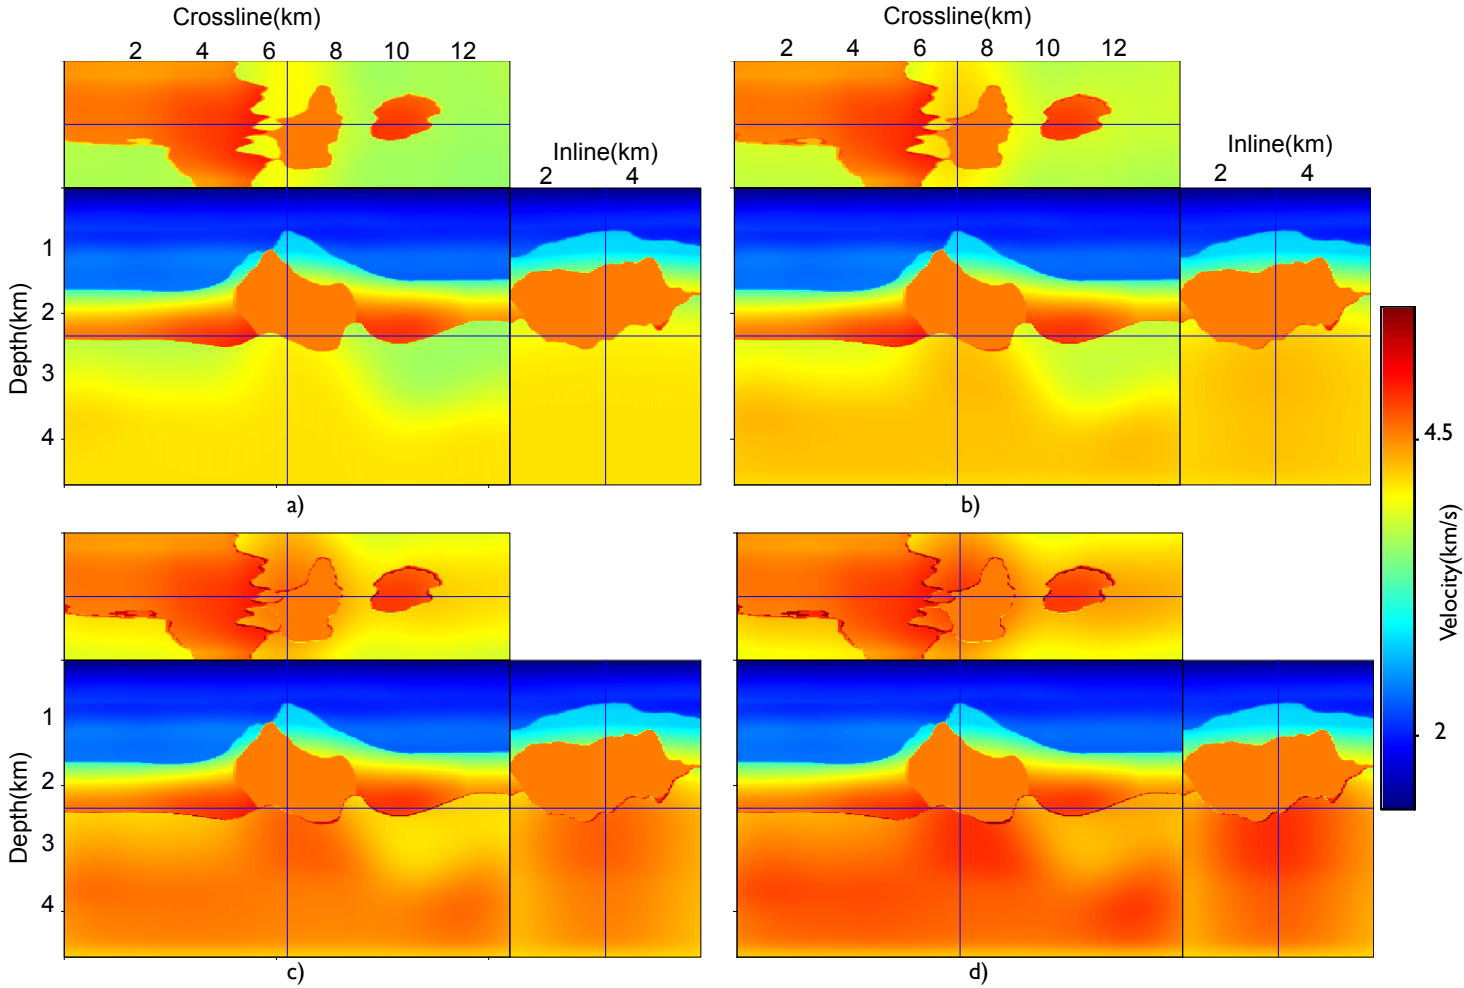 Crossline(km)
2 4 6 8 10 12
Crossline(km)
2 4 6 8 10 12
Inline(km)
2 4
Inline(km)
2 4
Depth(km)
1
2
3
4
a)
b)
Depth(km)
1
2
3
4
c)
d)
Velocity(km/s)
4.5
2